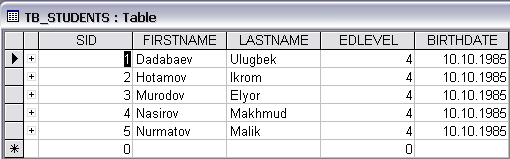 TB_STUDENTS : Table
SID FIRSTNAME LASTNAME EDLEVEL BIRTHDATE
+ 1 Dadabaev Ulugbek 4 10.10.1985
+ 2 Hotamov Ikrom 4 10.10.1985
+ 3 Murodov Elyor 4 10.10.1985
+ 4 Nasirov Makhmud 4 10.10.1985
+ 5 Nurmatov Malik 4 10.10.1985
* 0 0